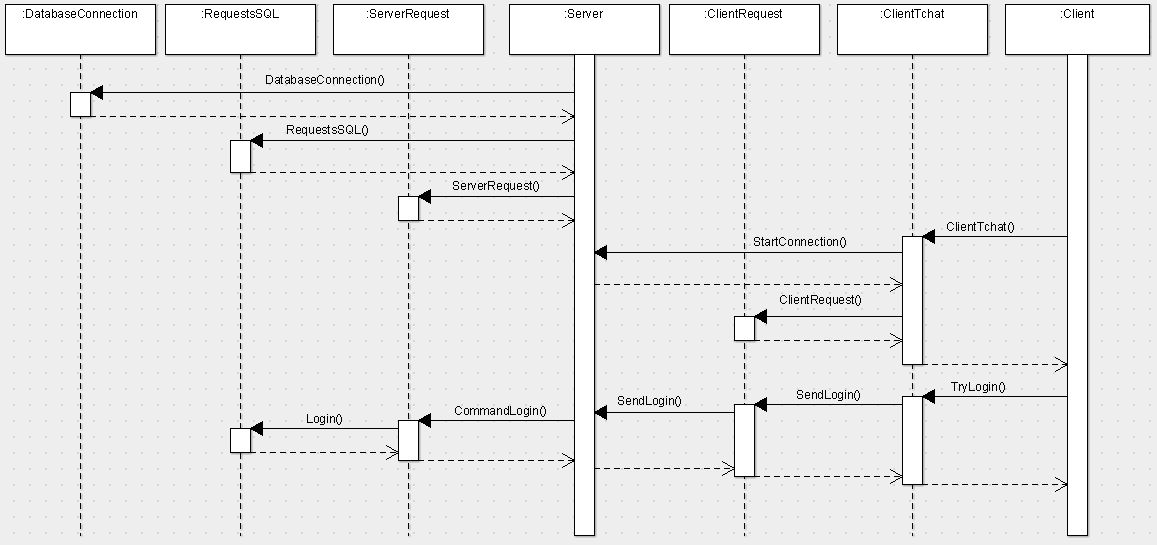 :DatabaseConnection
:RequestsSQL
:ServerRequest
:Server
:ClientRequest
:ClientTchat
:Client
DatabaseConnection()
RequestsSQL()
ServerRequest()
ClientTchat()
StartConnection()
ClientRequest()
TryLogin()
SendLogin()
SendLogin()
CommandLogin()
Login()